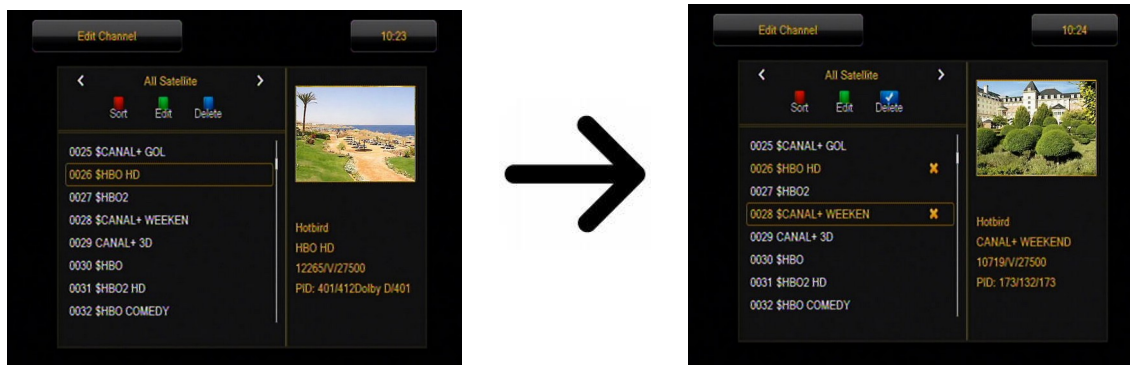 Edit Channel
10:23
All Satellite
Sort Edit Delete
0025 $CANAL+ GOL
0026 $HBO HD
0027 $HBO2
0028 $CANAL+ WEEKEN
0029 CANAL+ 3D
0030 $HBO
0031 $HBO2 HD
0032 $HBO COMEDY
Hotbird
HBO HD
12265/V/27500
PID: 401/412Dolby D/401
Edit Channel
10:24
All Satellite
Sort Edit Delete
0025 $CANAL+ GOL
0026 $HBO HD
0027 $HBO2
0028 $CANAL+ WEEKEN
0029 CANAL+ 3D
0030 $HBO
0031 $HBO2 HD
0032 $HBO COMEDY
Hotbird
CANAL+ WEEKEND
10719/V/27500
PID: 173/132/173